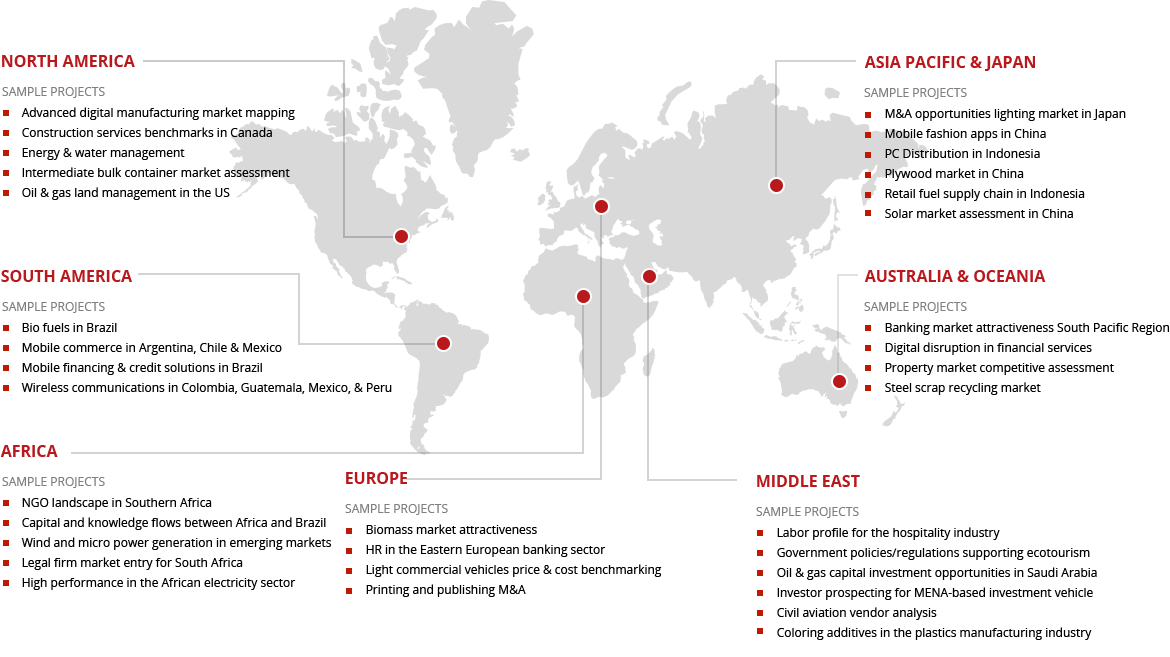 NORTH AMERICA
SAMPLE PROJECTS
Advanced digital manufacturing market mapping
Construction services benchmarks in Canada
Energy & water management
Intermediate bulk container market assessment
Oil & gas land management in the US
ASIA PACIFIC & JAPAN
SAMPLE PROJECTS
M&A opportunities lighting market in Japan
Mobile fashion apps in China
PC Distribution in Indonesia
Plywood market in China
Retail fuel supply chain in Indonesia
Solar market assessment in China
SOUTH AMERICA
SAMPLE PROJECTS
Bio fuels in Brazil
Mobile commerce in Argentina, Chile & Mexico
Mobile financing & credit solutions in Brazil
Wireless communications in Colombia, Guatemala, Mexico, & Peru
AUSTRALIA & OCEANIA
SAMPLE PROJECTS
Banking market attractiveness South Pacific Region
Digital disruption in financial services
Property market competitive assessment
Steel scrap recycling market
AFRICA
SAMPLE PROJECTS
NGO landscape in Southern Africa
Capital and knowledge flows between Africa and Brazil
Wind and micro power generation in emerging markets
Legal firm market entry for South Africa
High performance in the African electricity sector
EUROPE
SAMPLE PROJECTS
Biomass market attractiveness
HR in the Eastern European banking sector
Light commercial vehicles price & cost benchmarking
Printing and publishing M&A
MIDDLE EAST
SAMPLE PROJECTS
Labor profile for the hospitality industry
Government policies/regulations supporting ecotourism
Oil & gas capital investment opportunities in Saudi Arabia
Investor prospecting for MENA-based investment vehicle
Civil aviation vendor analysis
Coloring additives in the plastics manufacturing industry